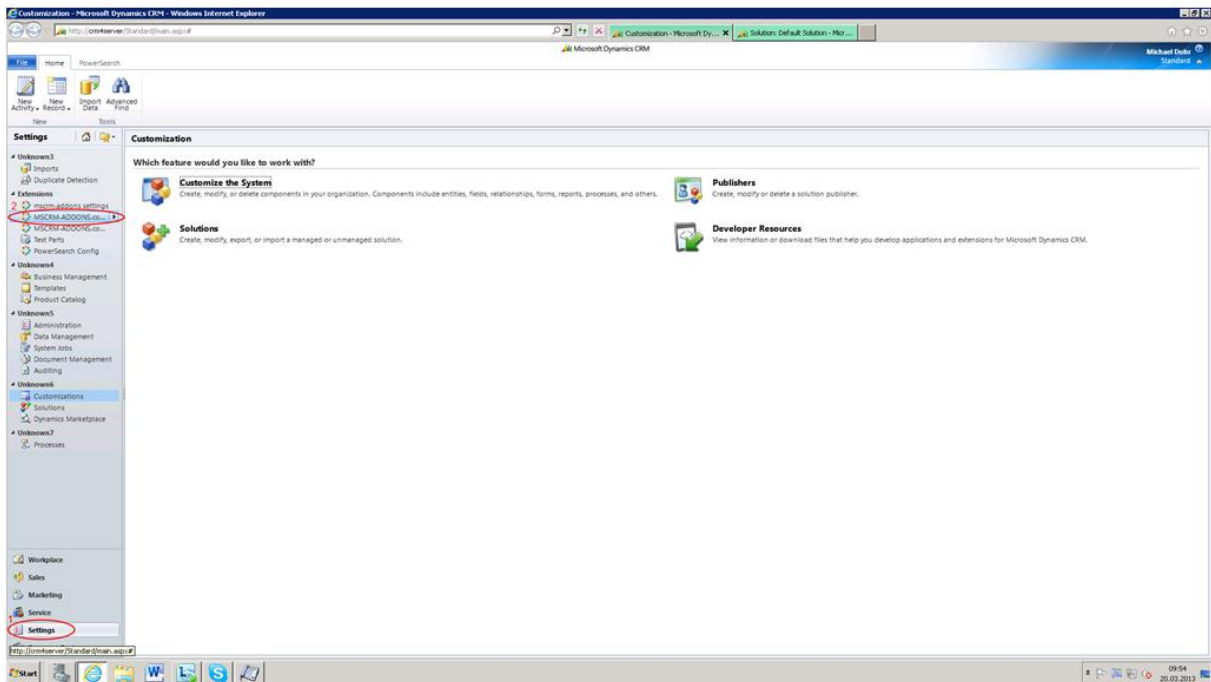 Customization - Microsoft Dynamics CRM - Windows Internet Explorer
http://crm4server/Standard/main.aspx#
Customization - Microsoft Dy...
Solution: Default Solution - Micr...
Microsoft Dynamics CRM
Michael Dohr
Standard
File
Home
PowerSearch
New Activity
New Record
Import Data
Advanced Find
New
Tools
Settings
Customization
Unknown3
Imports
Duplicate Detection
Extensions
2
mscrm-addons settings
MSCRM-ADDONS.co...
MSCRM-ADDONS.co...
Text Parts
PowerSearch Config
Unknown4
Business Management
Templates
Product Catalog
Unknown5
Administration
Data Management
System Jobs
Document Management
Auditing
Unknown6
Customizations
Solutions
Dynamics Marketplace
Unknown7
Processes
Which feature would you like to work with?
Customize the System
Create, modify, or delete components in your organization. Components include entities, fields, relationships, forms, reports, processes, and others.
Publishers
Create, modify or delete a solution publisher.
Solutions
Create, modify, export, or import a managed or unmanaged solution.
Developer Resources
View information or download files that help you develop applications and extensions for Microsoft Dynamics CRM.
Workplace
Sales
Marketing
Service
1
Settings
http://crm4server/Standard/main.aspx#
Start
09:54
20.03.2013